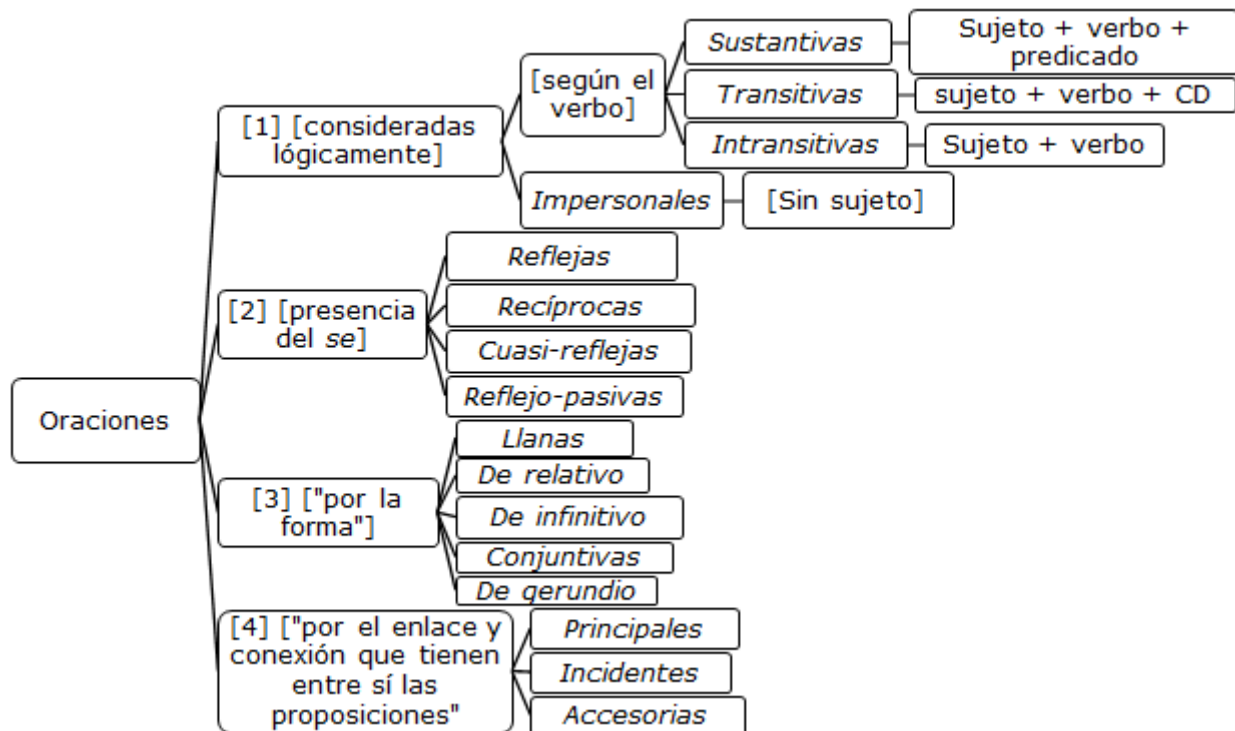 Oraciones
[1] [consideradas
lógicamente]
[según el
verbo]
Sustantivas
Sujeto + verbo +
predicado
Transitivas
sujeto + verbo + CD
Intransitivas
Sujeto + verbo
Impersonales
[Sin sujeto]
[2] [presencia
del se]
Reflejas
Recíprocas
Cuasi-reflejas
Reflejo-pasivas
[3] ["por la
forma"]
Llanas
De relativo
De infinitivo
Conjuntivas
De gerundio
[4] ["por el enlace y
conexión que tienen
entre sí las
proposiciones"
Principales
Incidentes
Accesorias